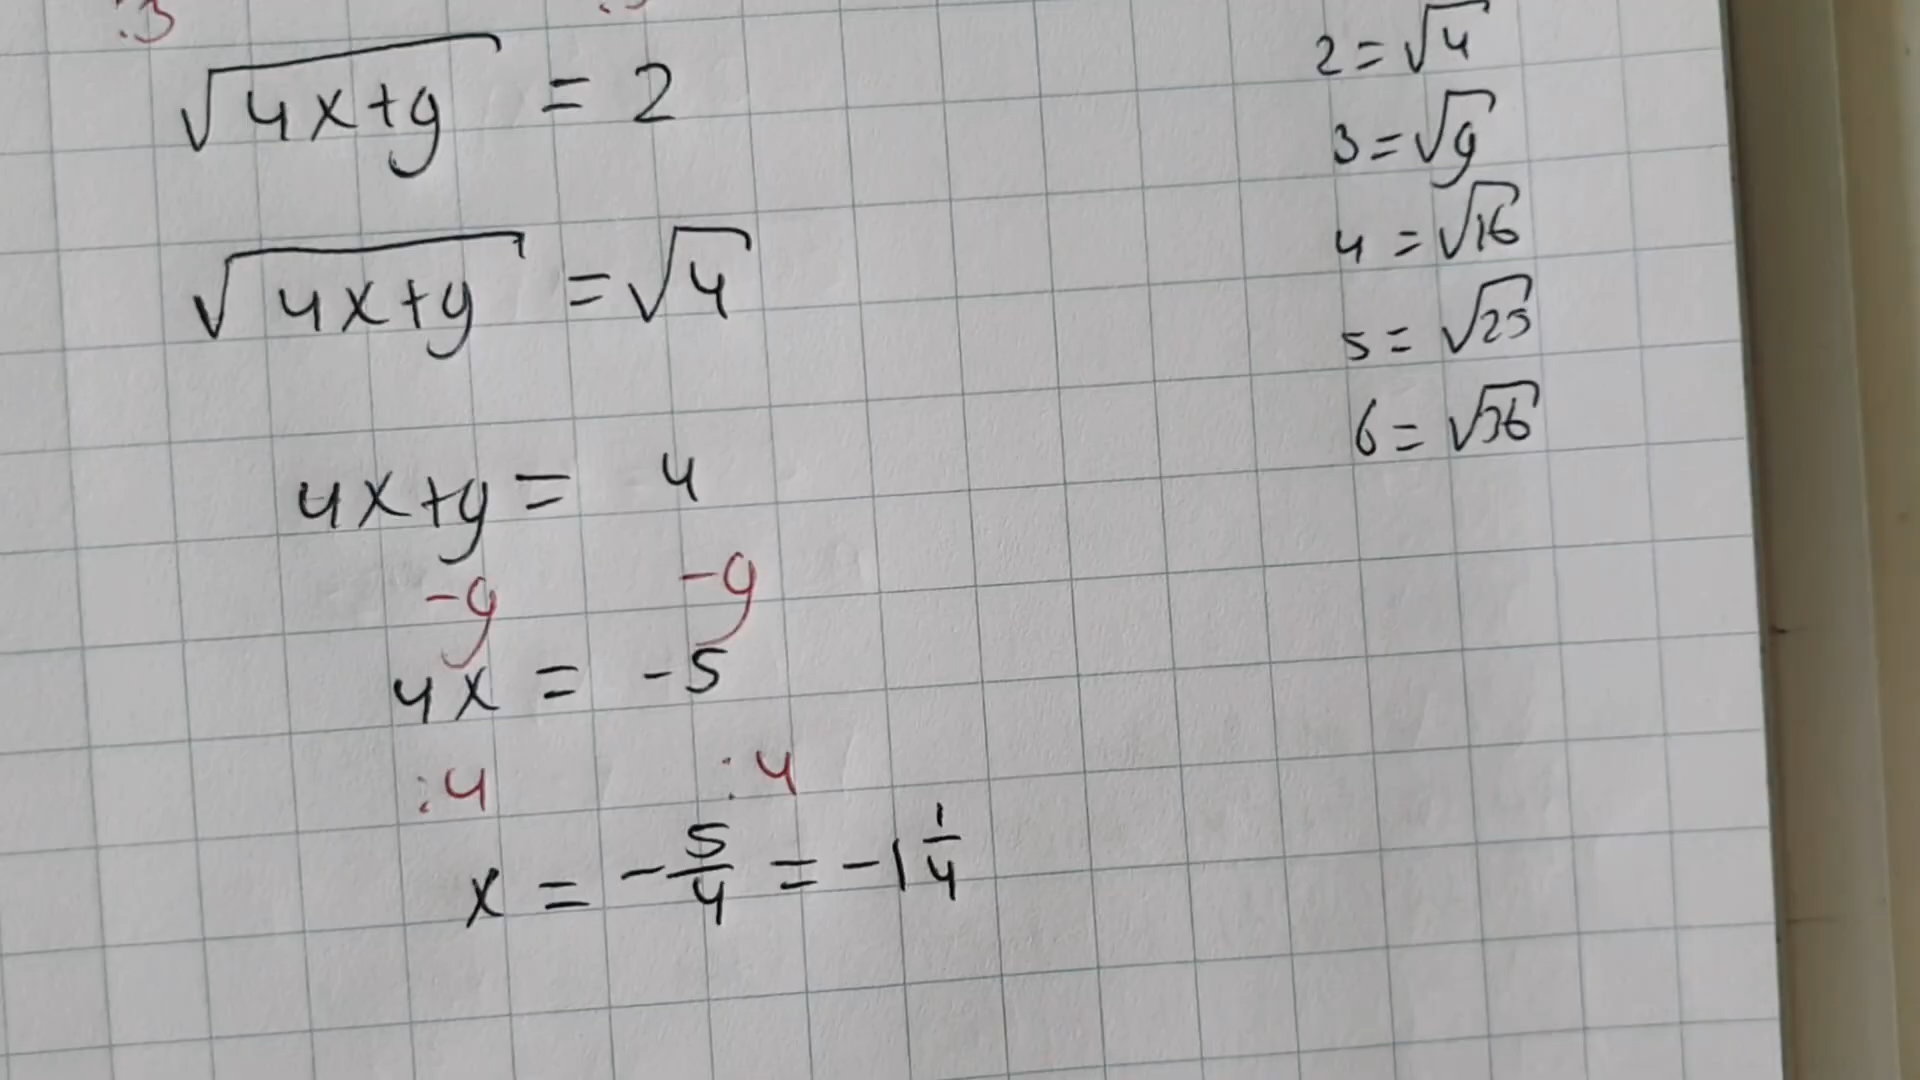 :3
√(4x+9) = 2
√(4x+9) = √4
4x+9 = 4
-9 -9
4x = -5
:4 :4
x = -5/4 = -1 1/4
2 = √4
3 = √9
4 = √16
5 = √25
6 = √36